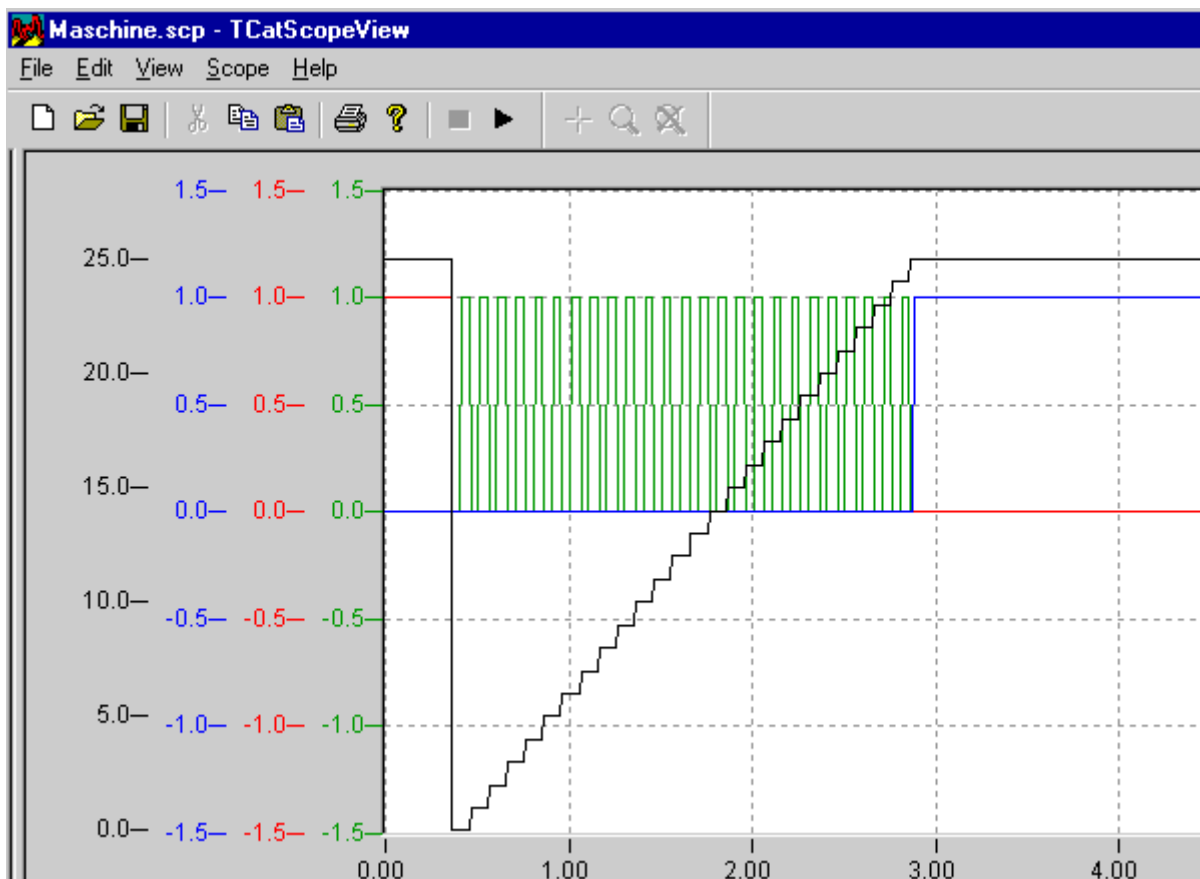 Maschine.scp - TCatScopeView
File Edit View Scope Help
1.5 1.5 1.5
25.0
1.0 1.0 1.0
20.0
0.5 0.5 0.5
15.0
0.0 0.0 0.0
10.0
-0.5 -0.5 -0.5
5.0
-1.0 -1.0 -1.0
0.0 -1.5 -1.5 -1.5
0.00 1.00 2.00 3.00 4.00